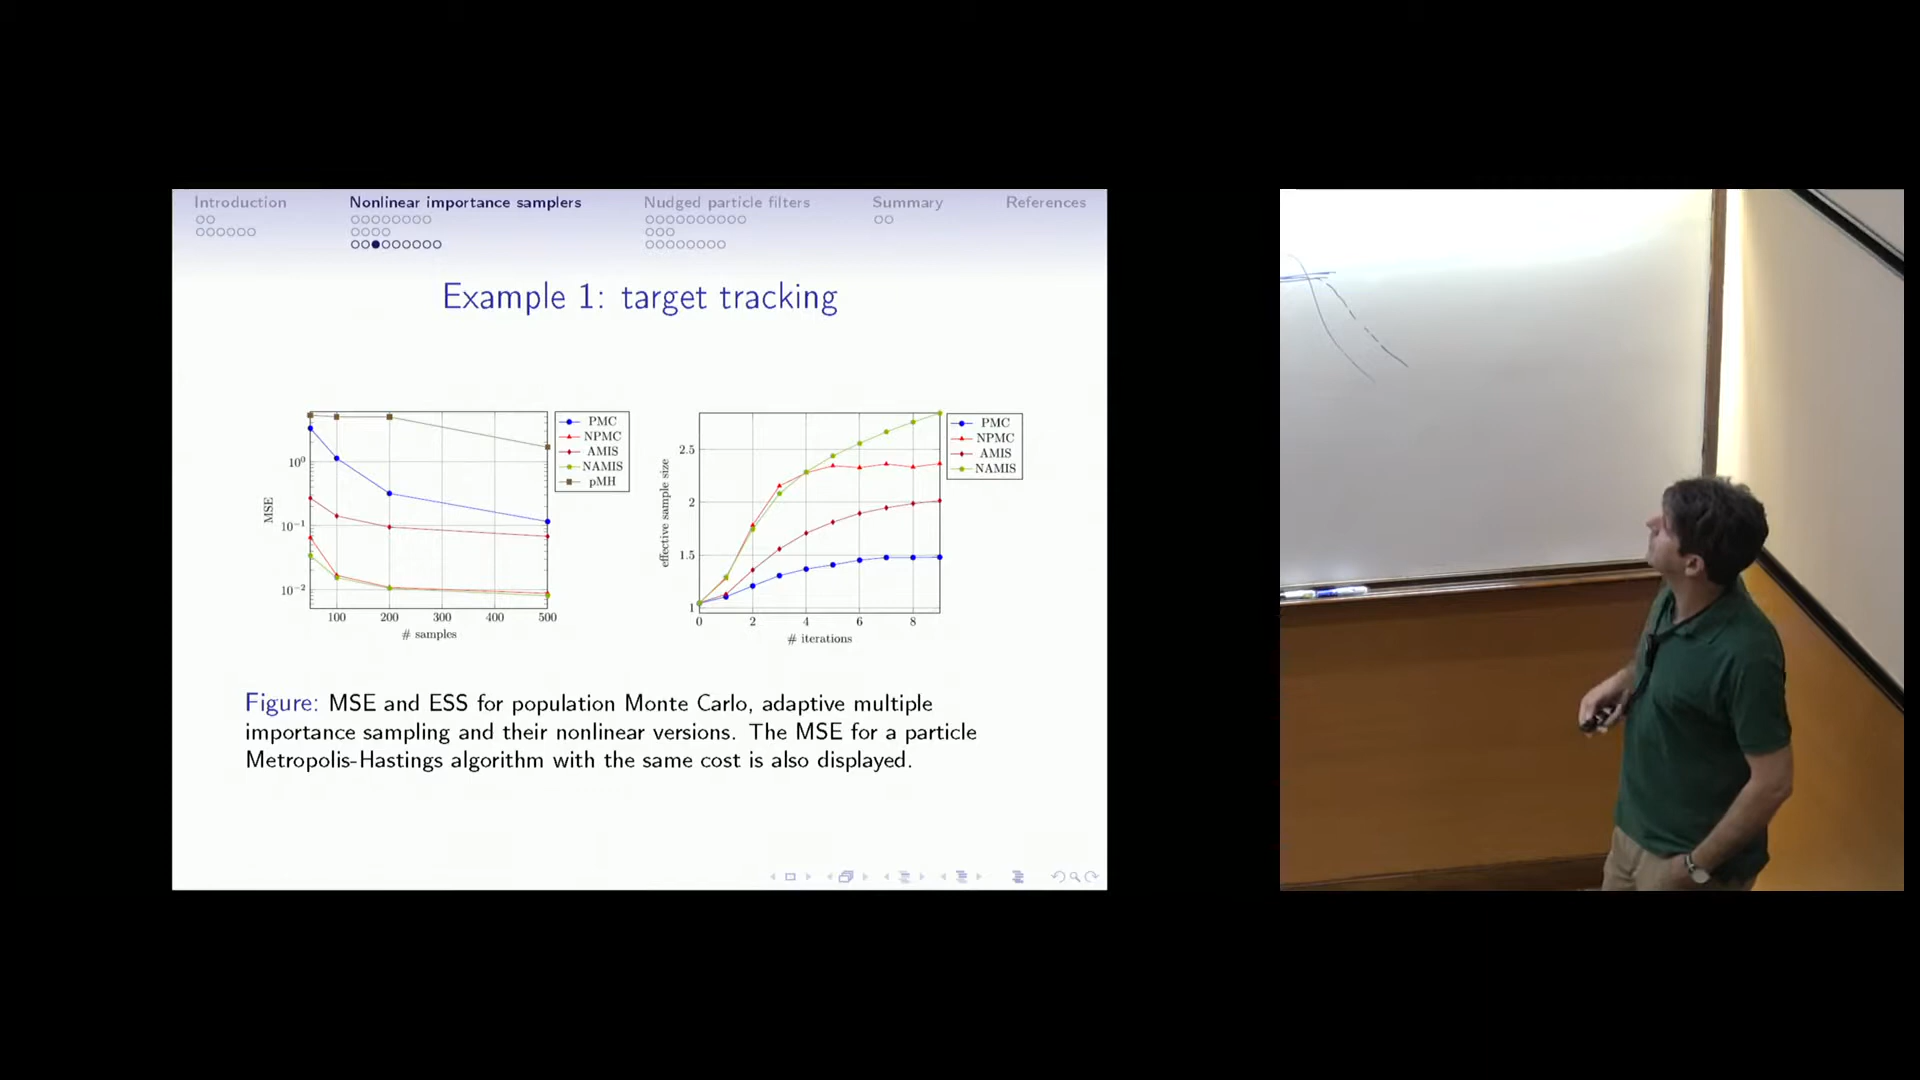 Introduction
Nonlinear importance samplers
Nudged particle filters
Summary
References
Example 1: target tracking
MSE
10⁰
10⁻¹
10⁻²
100
200
300
400
500
# samples
PMC
NPMC
AMIS
NAMIS
pMH
effective sample size
2.5
2
1.5
1
0
2
4
6
8
# iterations
PMC
NPMC
AMIS
NAMIS
Figure: MSE and ESS for population Monte Carlo, adaptive multiple
importance sampling and their nonlinear versions. The MSE for a particle
Metropolis-Hastings algorithm with the same cost is also displayed.